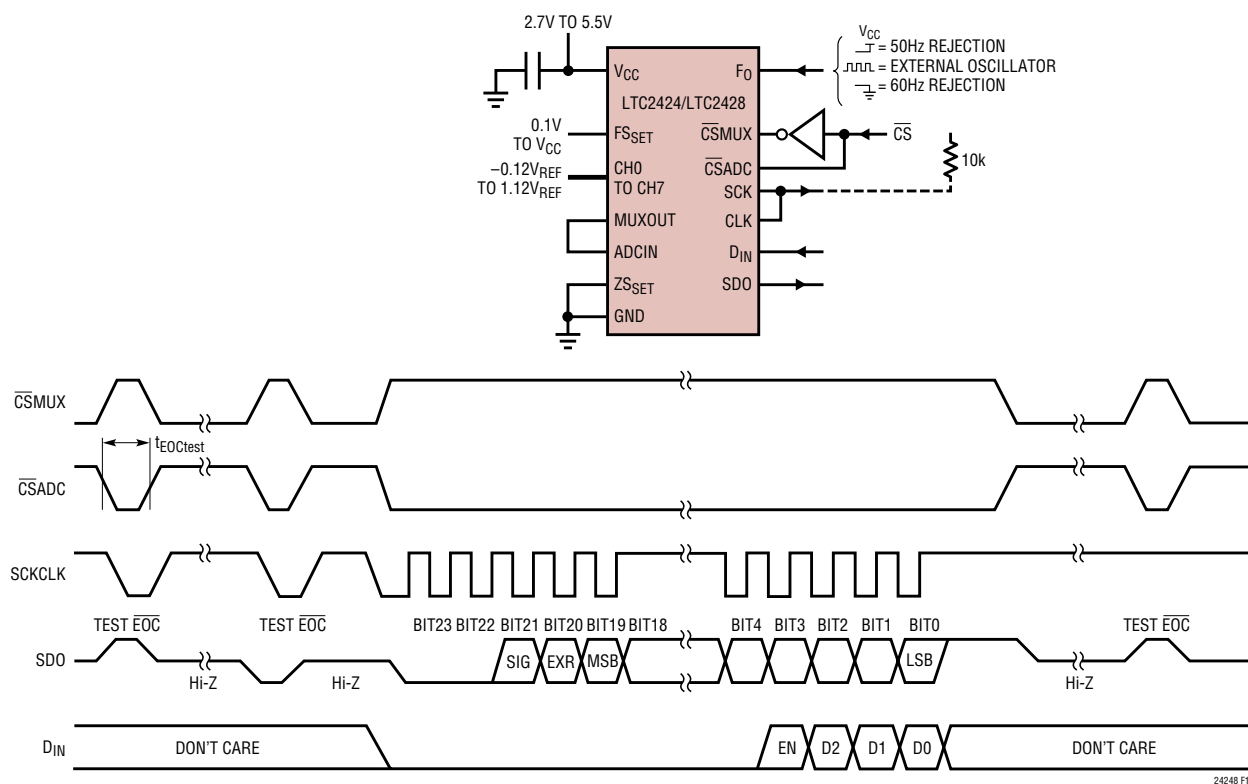 2.7V TO 5.5V
VCC
= 50Hz REJECTION
= EXTERNAL OSCILLATOR
= 60Hz REJECTION
VCC
FO
LTC2424/LTC2428
0.1V
TO VCC
FSSET
CSMUX
CS
10k
–0.12VREF
TO 1.12VREF
CH0
TO CH7
CSADC
SCK
MUXOUT
CLK
ADCIN
DIN
ZSSET
SDO
GND
CSMUX
tEOCtest
CSADC
SCKCLK
TEST EOC
TEST EOC
BIT23 BIT22 BIT21 BIT20 BIT19 BIT18
BIT4 BIT3 BIT2 BIT1 BIT0
TEST EOC
SDO
SIG EXR MSB
LSB
Hi-Z
Hi-Z
Hi-Z
DIN
DON'T CARE
EN D2 D1 D0
DON'T CARE